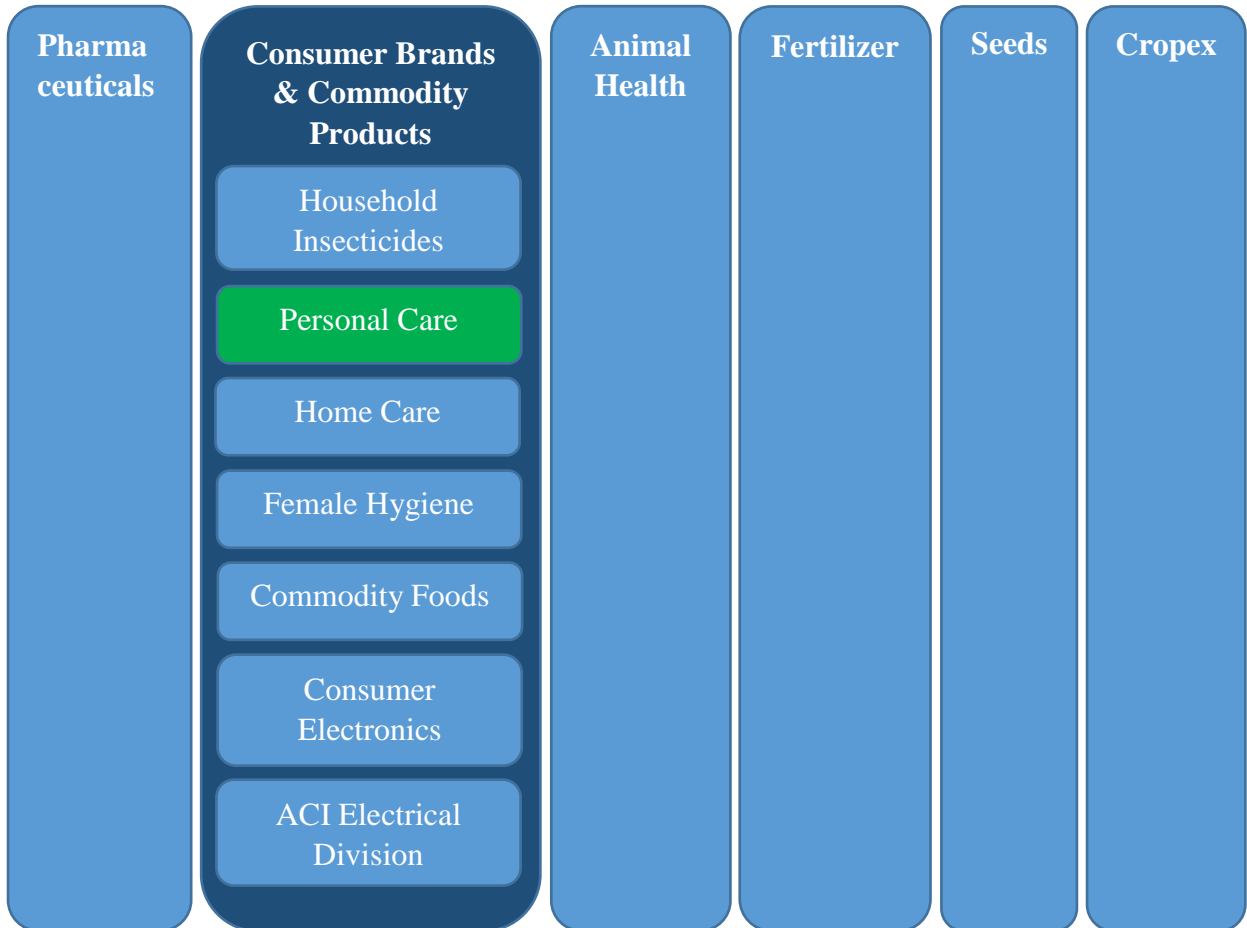 Pharma
ceuticals
Consumer Brands
& Commodity
Products
Household
Insecticides
Personal Care
Home Care
Female Hygiene
Commodity Foods
Consumer
Electronics
ACI Electrical
Division
Animal
Health
Fertilizer
Seeds
Cropex